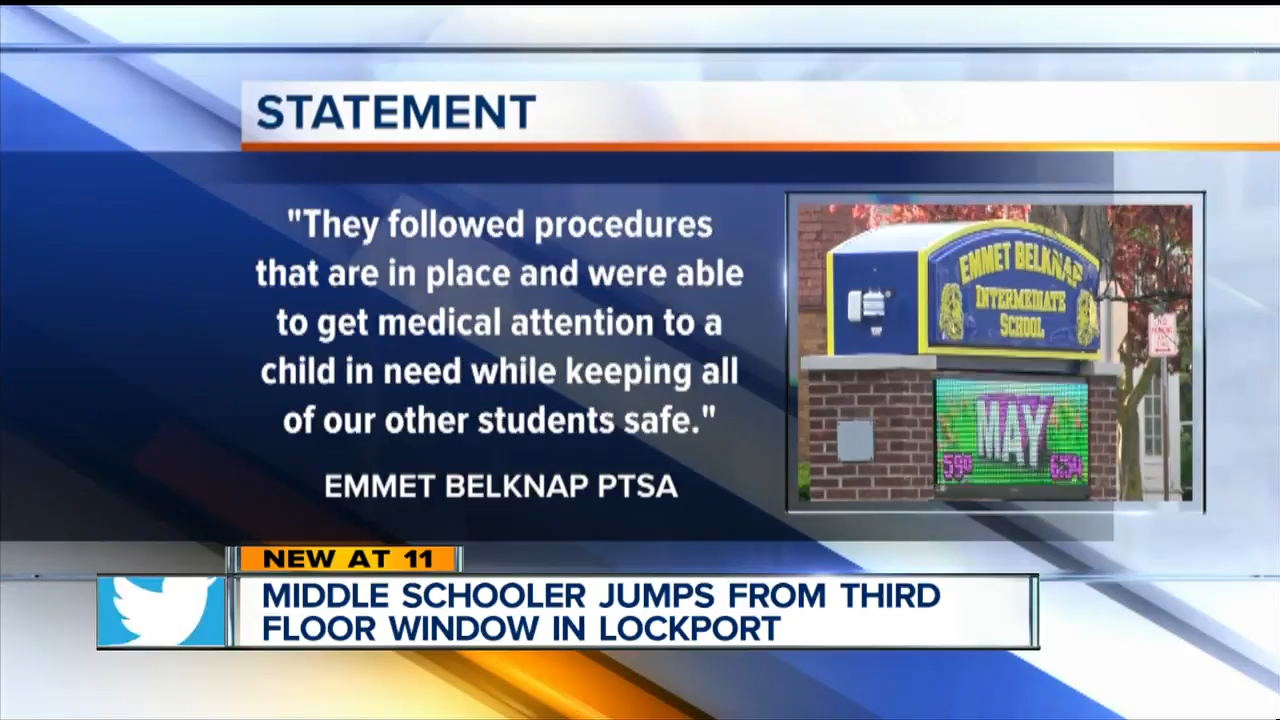 STATEMENT
"They followed procedures
that are in place and were able
to get medical attention to a
child in need while keeping all
of our other students safe."
EMMET BELKNAP PTSA
EMMET BELKNAP
INTERMEDIATE
SCHOOL
MAY
NEW AT 11
MIDDLE SCHOOLER JUMPS FROM THIRD
FLOOR WINDOW IN LOCKPORT